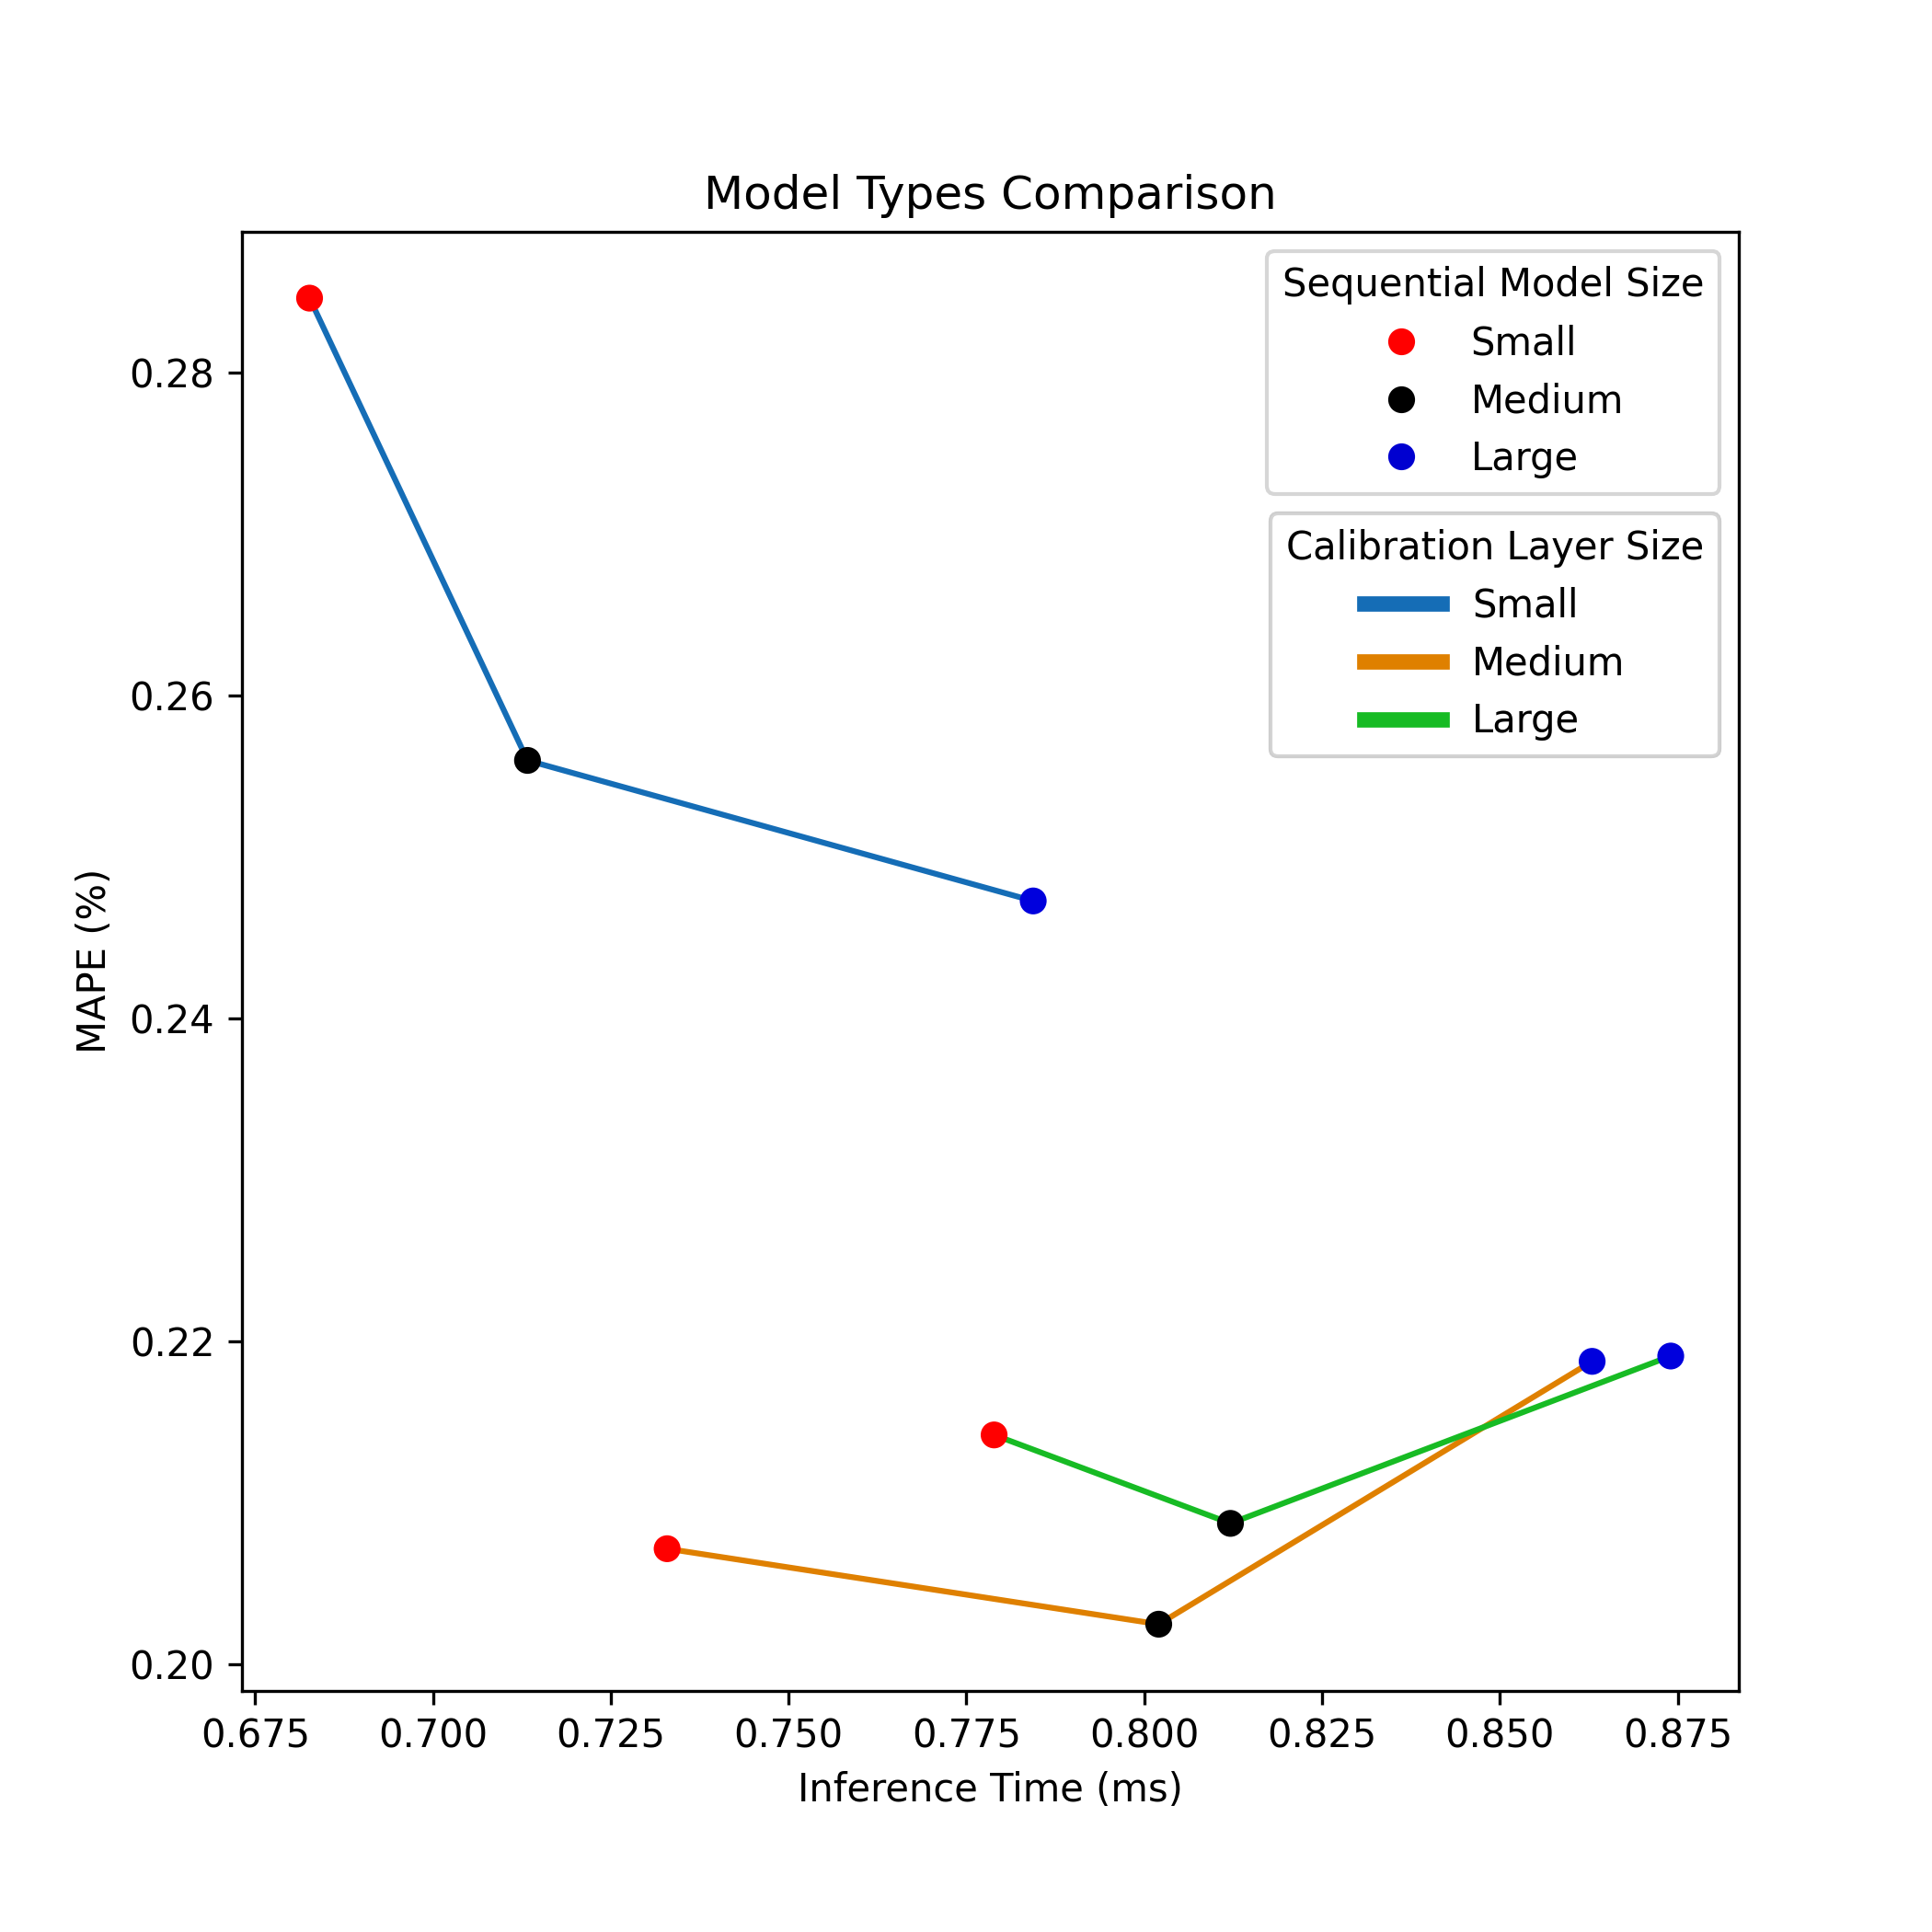 Model Types Comparison
Sequential Model Size
Small
Medium
Large
Calibration Layer Size
Small
Medium
Large
MAPE (%)
0.28
0.26
0.24
0.22
0.20
0.675 0.700 0.725 0.750 0.775 0.800 0.825 0.850 0.875
Inference Time (ms)